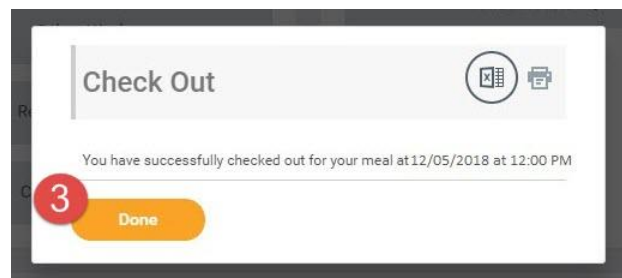 Check Out
You have successfully checked out for your meal at 12/05/2018 at 12:00 PM
3
Done